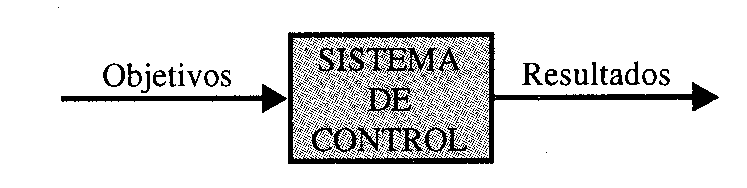 Objetivos
SISTEMA
DE
CONTROL
Resultados